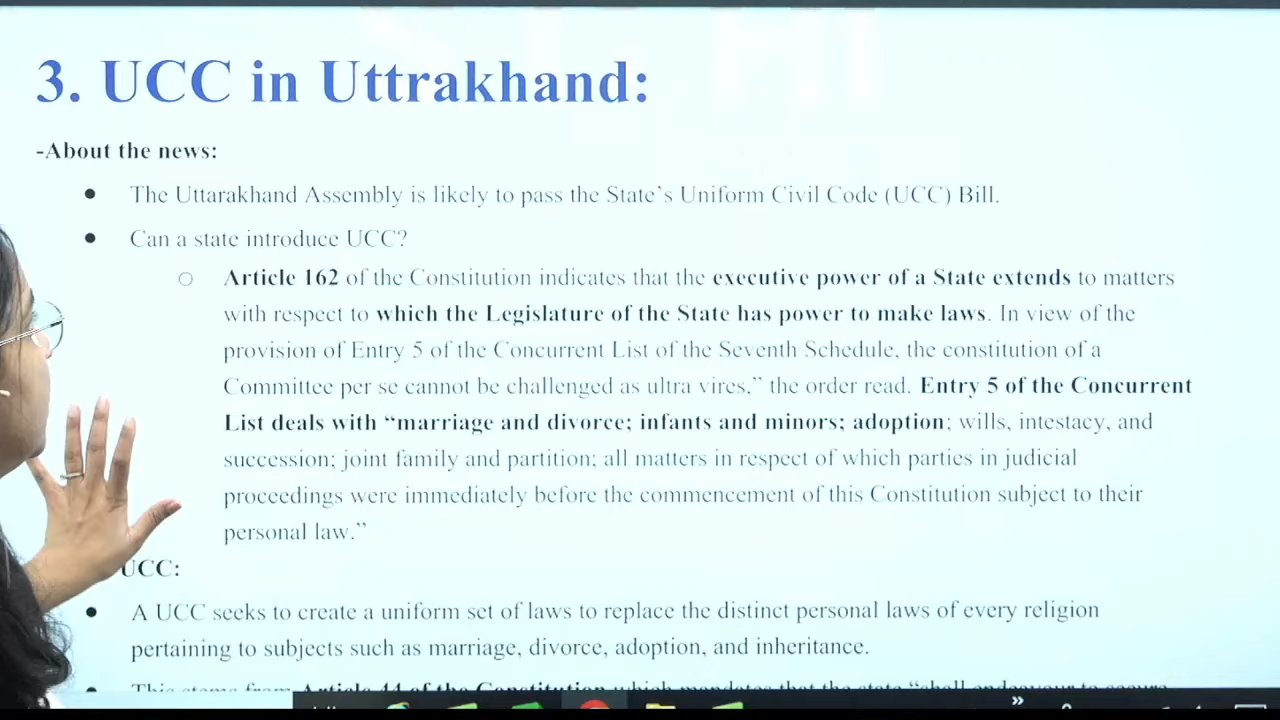 3. UCC in Uttrakhand:
-About the news:
● The Uttarakhand Assembly is likely to pass the State's Uniform Civil Code (UCC) Bill.
● Can a state introduce UCC?
○ Article 162 of the Constitution indicates that the executive power of a State extends to matters
with respect to which the Legislature of the State has power to make laws. In view of the
provision of Entry 5 of the Concurrent List of the Seventh Schedule, the constitution of a
Committee per se cannot be challenged as ultra vires,” the order read. Entry 5 of the Concurrent
List deals with “marriage and divorce; infants and minors; adoption; wills, intestacy, and
succession; joint family and partition; all matters in respect of which parties in judicial
proceedings were immediately before the commencement of this Constitution subject to their
personal law.”
UCC:
● A UCC seeks to create a uniform set of laws to replace the distinct personal laws of every religion
pertaining to subjects such as marriage, divorce, adoption, and inheritance.
● This stems from Article 44 of the Constitution which mandates that the state “shall endeavour to secure